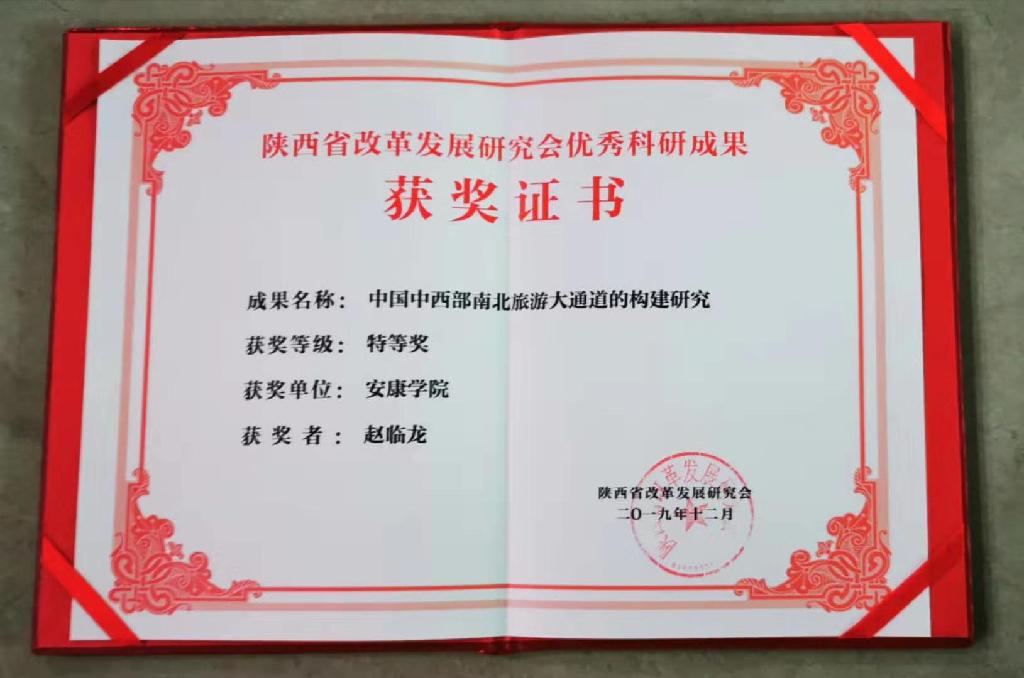 陕西省改革发展研究会优秀科研成果
获奖证书
成果名称：中国中西部南北旅游大通道的构建研究
获奖等级：特等奖
获奖单位：安康学院
获奖者：赵临龙
陕西省改革发展研究会
二〇一九年十二月